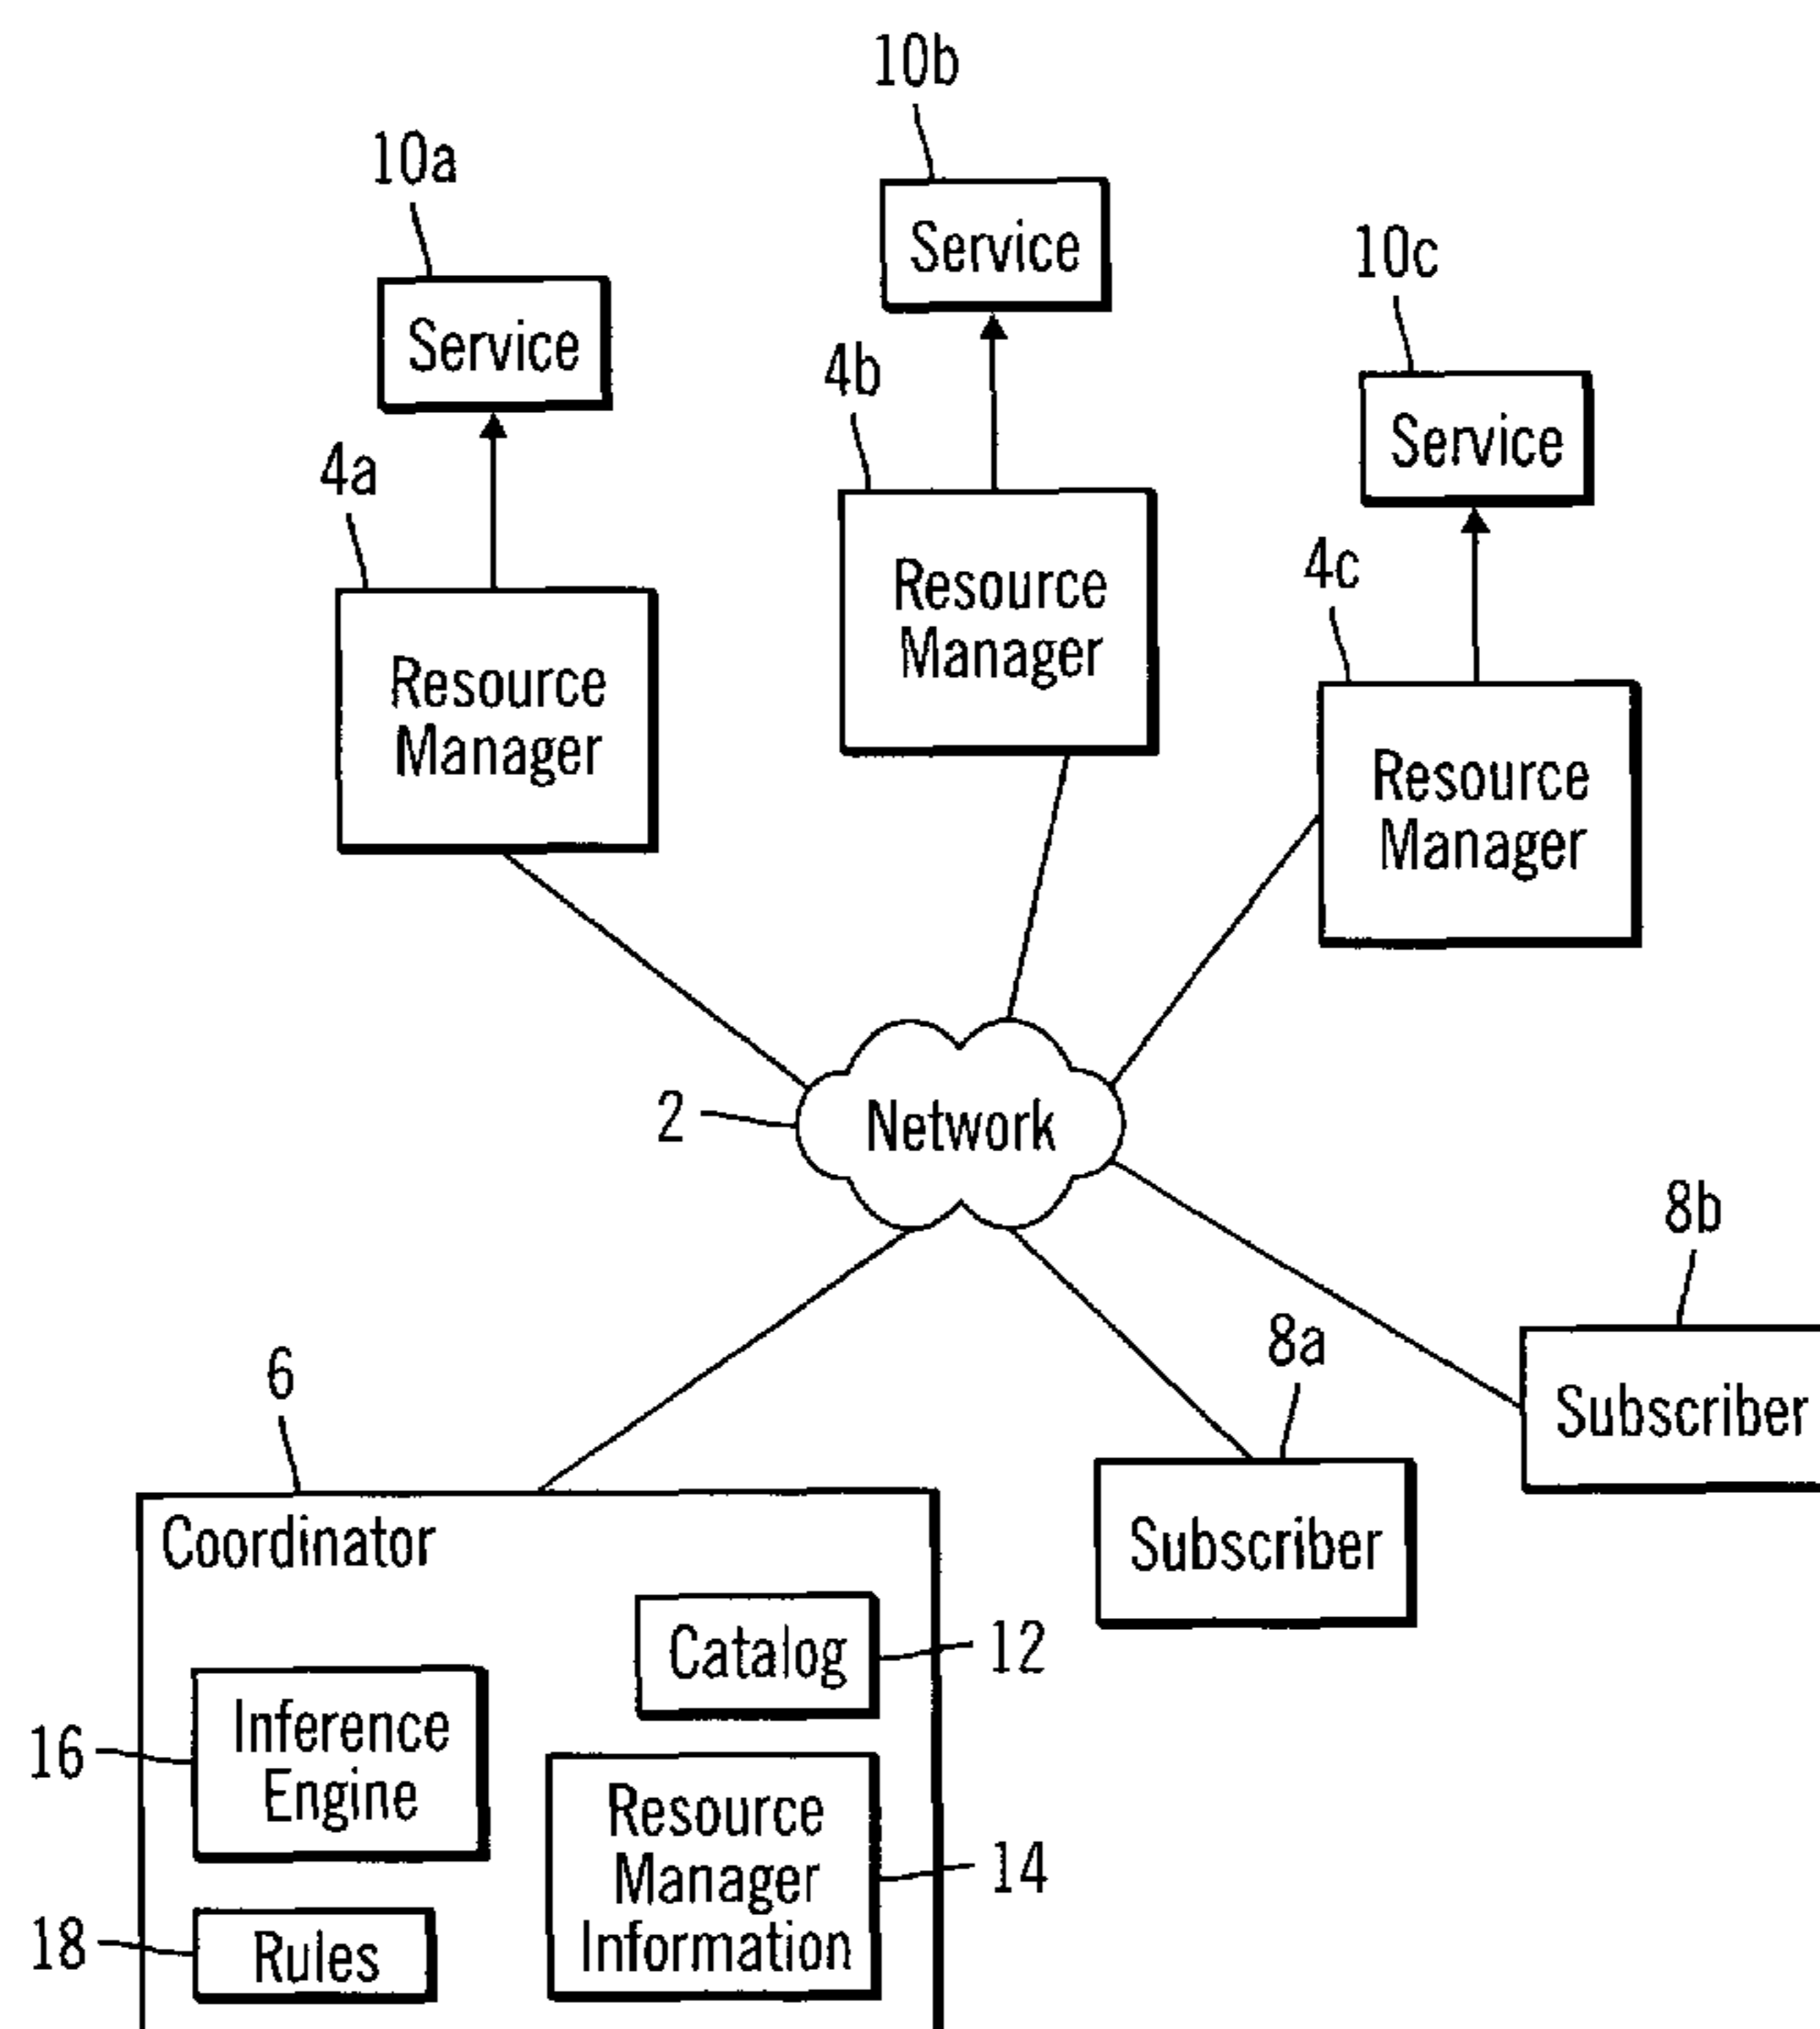 10b
10a
Service
10c
Service
4b
Service
4a
Resource
Manager
4c
Resource
Manager
Resource
Manager
2
Network
8b
8a
6
Subscriber
Coordinator
Subscriber
Catalog
12
Inference
Engine
16
Resource
Manager
Information
14
18
Rules